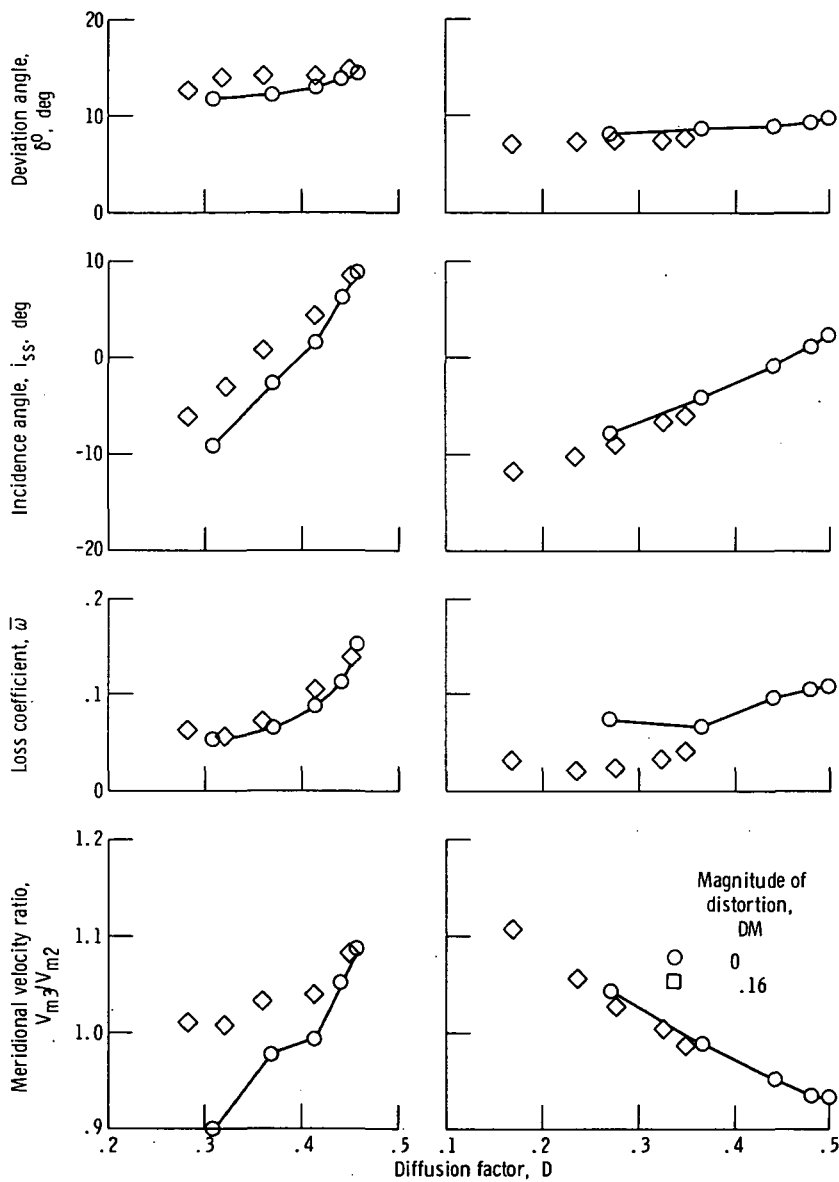 20
10
0
Deviation angle,
δ⁰, deg
10
0
-10
-20
Incidence angle, iss, deg
.2
.1
0
Loss coefficient, ω̅
1.2
1.1
1.0
.9
Meridional velocity ratio,
Vm3/Vm2
Magnitude of
distortion,
DM
0
.16
.2 .3 .4 .5 .1 .2 .3 .4 .5
Diffusion factor, D